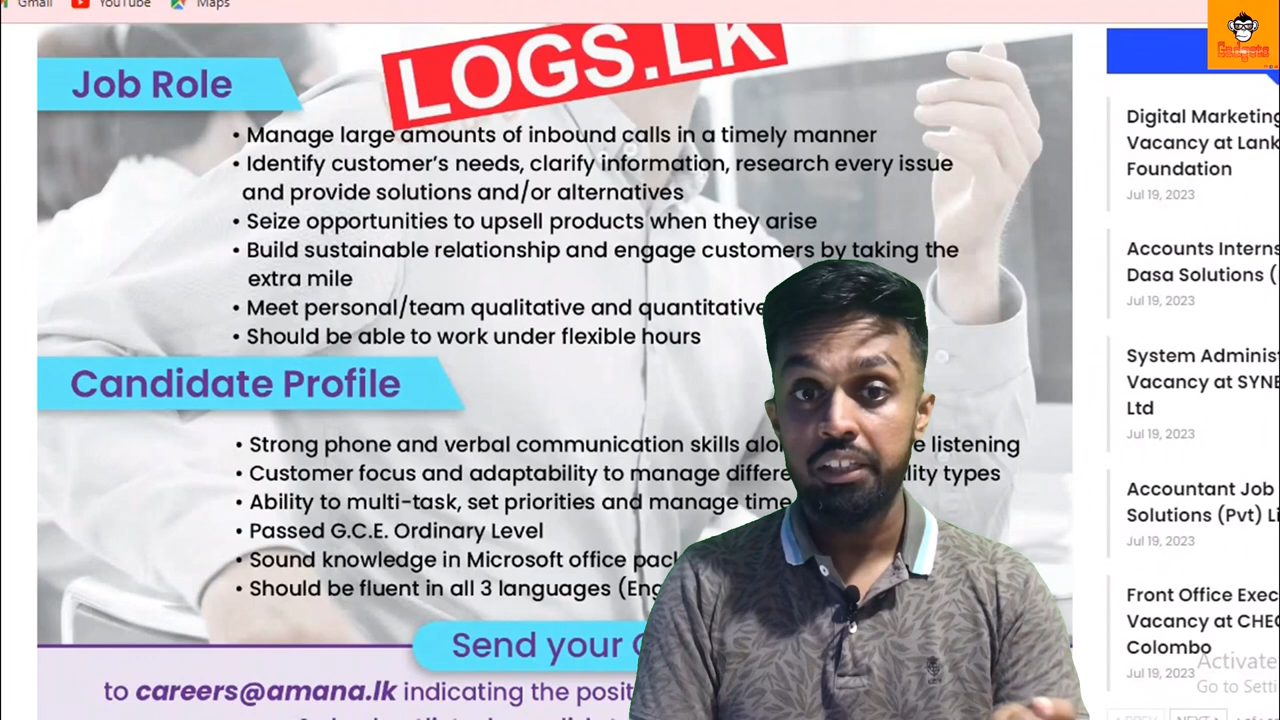 Gmail
YouTube
Maps
Gadgets
LOGS.LK
Job Role
• Manage large amounts of inbound calls in a timely manner
• Identify customer's needs, clarify information, research every issue
and provide solutions and/or alternatives
• Seize opportunities to upsell products when they arise
• Build sustainable relationship and engage customers by taking the
extra mile
• Meet personal/team qualitative and quantitative
• Should be able to work under flexible hours
Candidate Profile
• Strong phone and verbal communication skills listening
• Customer focus and adaptability to manage types
• Ability to multi-task, set priorities and manage time
• Passed G.C.E. Ordinary Level
• Sound knowledge in Microsoft office
• Should be fluent in all 3 languages
Send your
to careers@amana.lk indicating the
Digital Marketing
Vacancy at
Foundation
Jul 19, 2023
Accounts
Dasa Solutions (
Jul 19, 2023
System
Vacancy at
Ltd
Jul 19, 2023
Accountant Job
Solutions (Pvt)
Jul 19, 2023
Front Office
Vacancy at
Colombo
Jul 19, 2023
Activate
Go to
NEXT